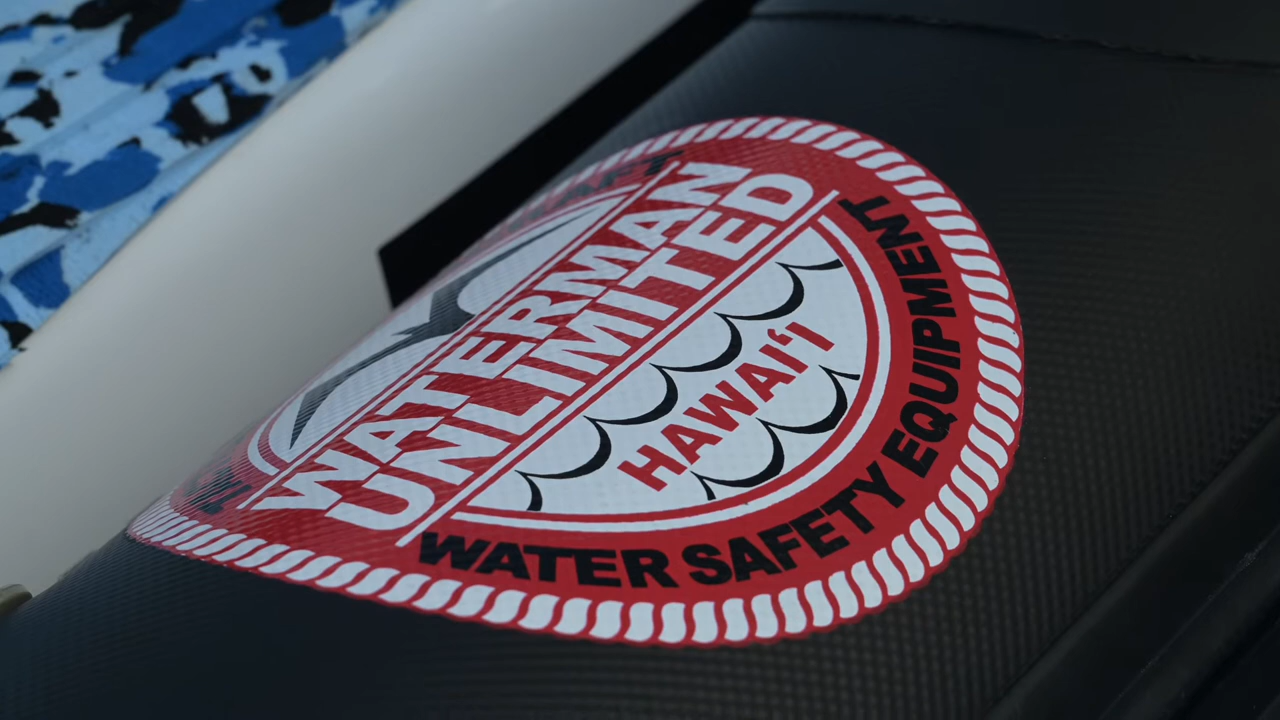 WATERMAN
UNLIMITED
HAWAI‘I
WATER SAFETY EQUIPMENT